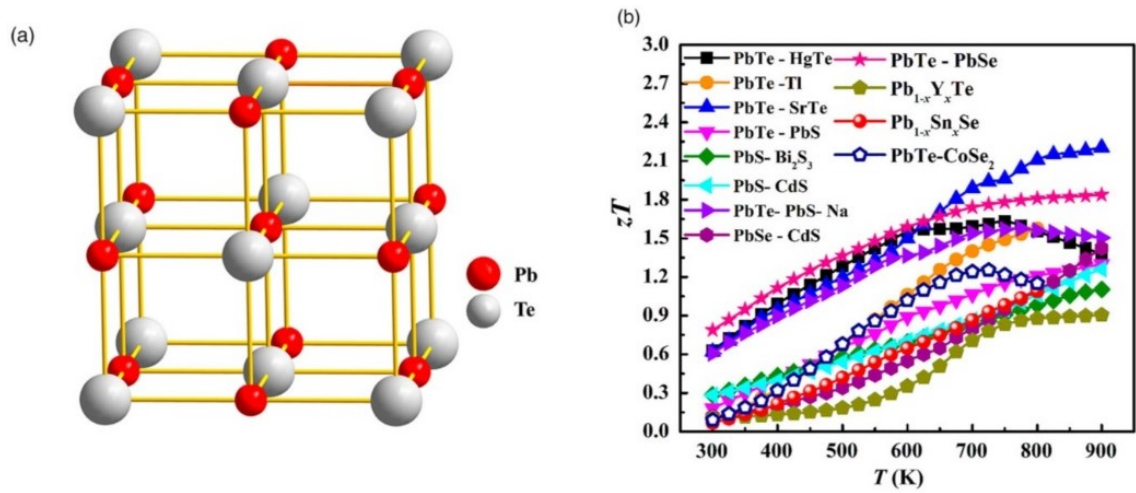 (a)
Pb
Te
(b)
3.0
2.7
2.4
2.1
1.8
1.5
1.2
0.9
0.6
0.3
0.0
zT
PbTe - HgTe
PbTe -Tl
PbTe - SrTe
PbTe - PbS
PbS- Bi₂S₃
PbS- CdS
PbTe- PbS- Na
PbSe - CdS
PbTe - PbSe
Pb₁₋ₓYₓTe
Pb₁₋ₓSnₓSe
PbTe-CoSe₂
300 400 500 600 700 800 900
T (K)